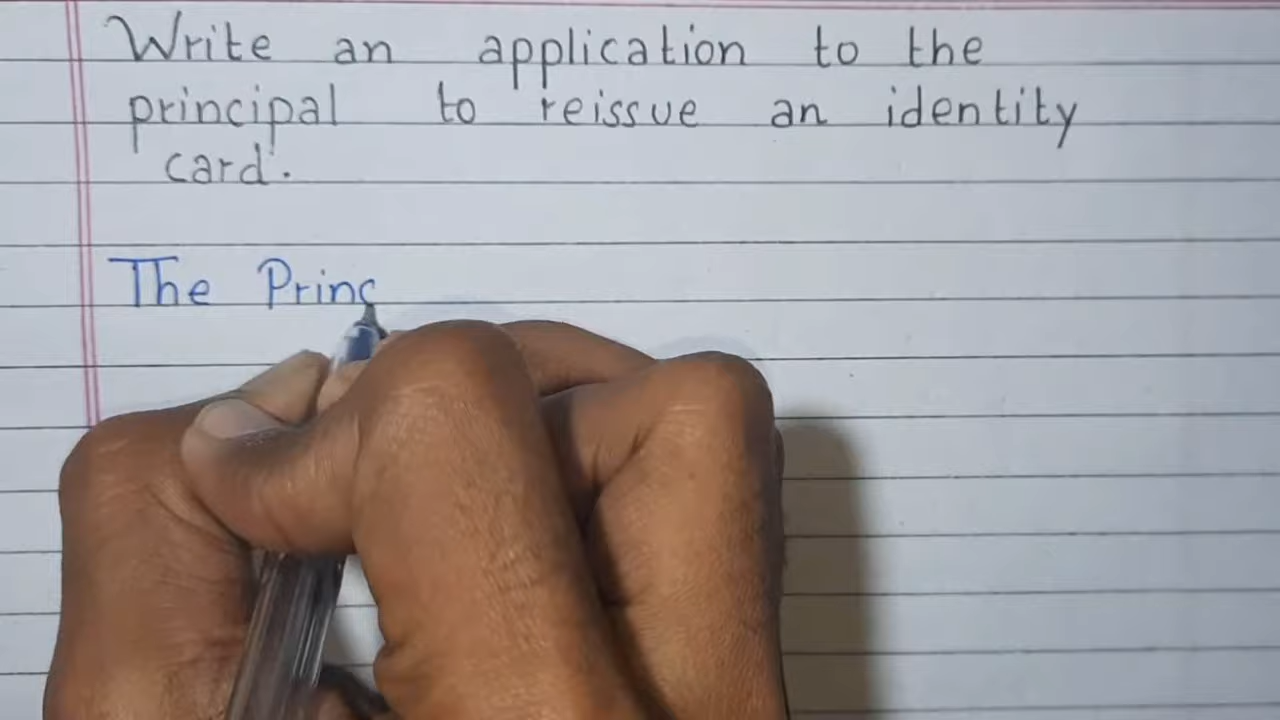 Write an application to the
principal to reissue an identity
card.
The Princ